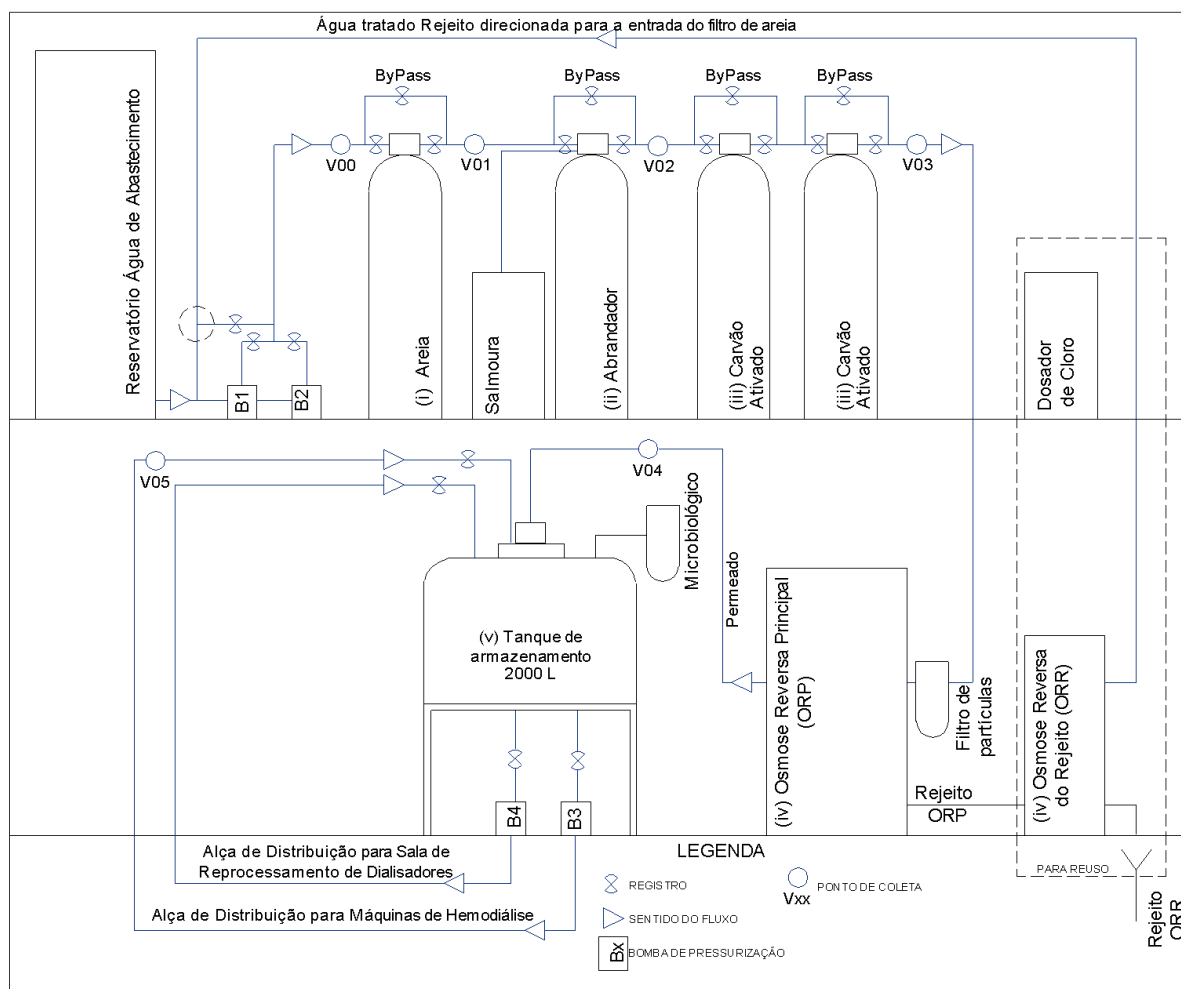 Água tratado Rejeito direcionada para a entrada do filtro de areia
Reservatório Água de Abastecimento
ByPass
ByPass
ByPass
ByPass
V00
V01
V02
V03
B1
B2
(i) Areia
Salmoura
(ii) Abrandador
(iii) Carvão
Ativado
(iii) Carvão
Ativado
Dosador
de Cloro
V05
V04
Microbiológico
Permeado
(v) Tanque de
armazenamento
2000 L
(iv) Osmose Reversa Principal
(ORP)
Filtro de
partículas
(iv) Osmose Reversa
do Rejeito (ORR)
Rejeito
ORP
B4
B3
Alça de Distribuição para Sala de
Reprocessamento de Dialisadores
Alça de Distribuição para Máquinas de Hemodiálise
LEGENDA
REGISTRO
SENTIDO DO FLUXO
Bx
BOMBA DE PRESSURIZAÇÃO
Vxx
PONTO DE COLETA
PARA REUSO
Rejeito
ORR